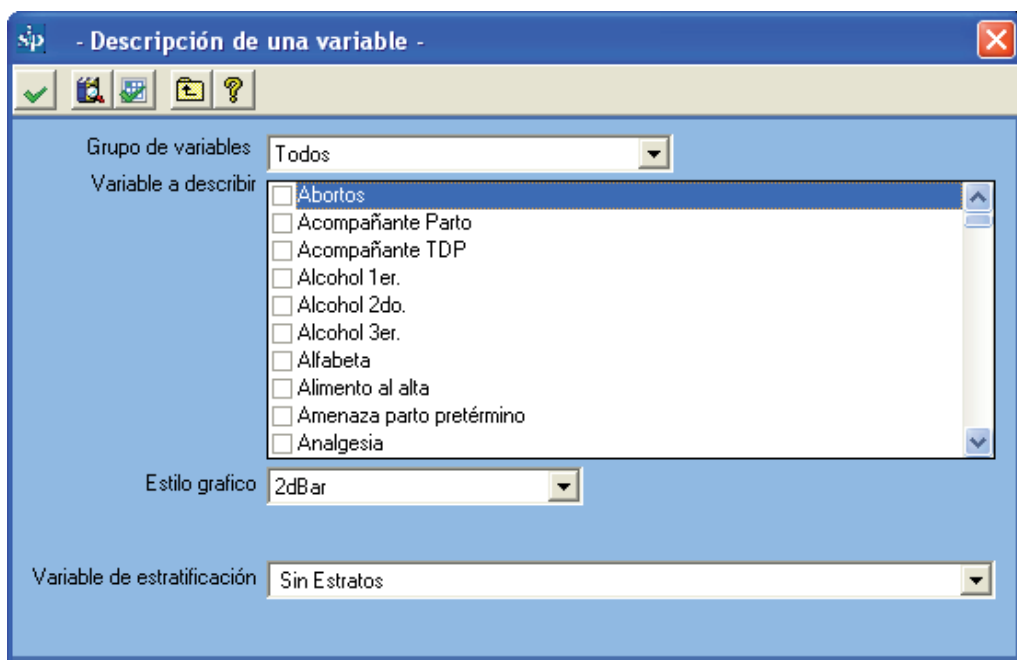 sip - Descripción de una variable -
Grupo de variables Todos
Variable a describir
Abortos
Acompañante Parto
Acompañante TDP
Alcohol 1er.
Alcohol 2do.
Alcohol 3er.
Alfabeta
Alimento al alta
Amenaza parto pretérmino
Analgesia
Estilo grafico 2dBar
Variable de estratificación Sin Estratos